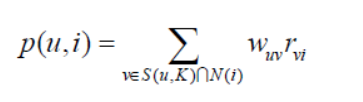 p(u,i) = ∑ w_{uv} r_{vi}
v∈S(u,K)∩N(i)